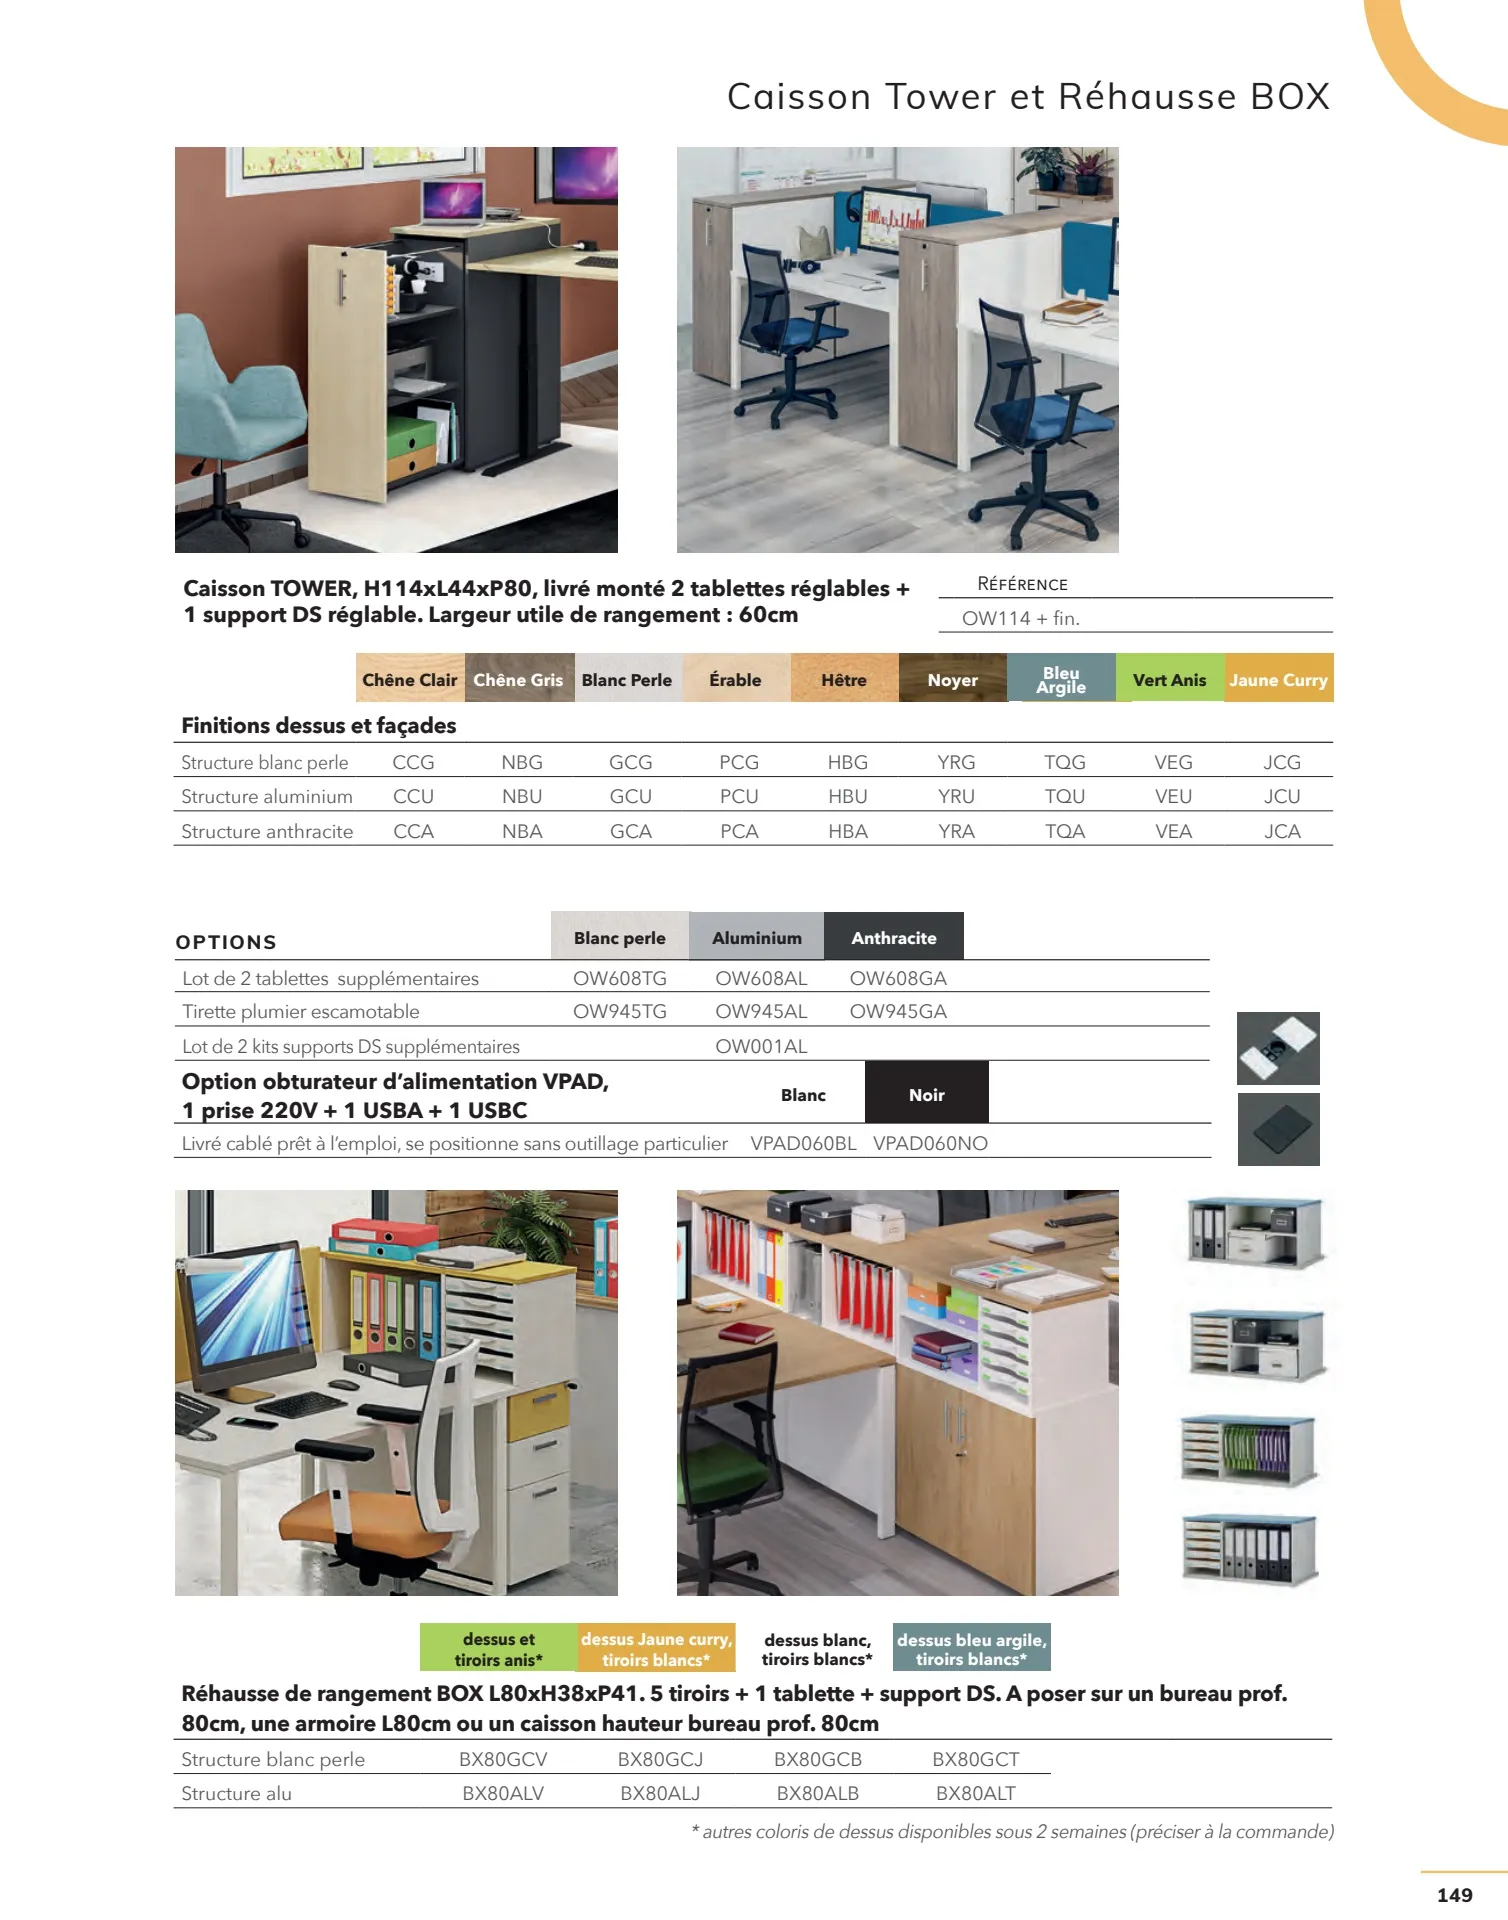 Caisson Tower et Réhausse BOX
Caisson TOWER, H114xL44xP80, livré monté 2 tablettes réglables +
1 support DS réglable. Largeur utile de rangement : 60cm
RÉFÉRENCE
OW114 + fin.
Chêne Clair Chêne Gris Blanc Perle Érable Hêtre Noyer Bleu Argile Vert Anis Jaune Curry
Finitions dessus et façades
Structure blanc perle CCG NBG GCG PCG HBG YRG TQG VEG JCG
Structure aluminium CCU NBU GCU PCU HBU YRU TQU VEU JCU
Structure anthracite CCA NBA GCA PCA HBA YRA TQA VEA JCA
OPTIONS Blanc perle Aluminium Anthracite
Lot de 2 tablettes supplémentaires OW608TG OW608AL OW608GA
Tirette plumier escamotable OW945TG OW945AL OW945GA
Lot de 2 kits supports DS supplémentaires OW001AL
Option obturateur d’alimentation VPAD,
1 prise 220V + 1 USBA + 1 USBC
Blanc Noir
Livré cablé prêt à l’emploi, se positionne sans outillage particulier VPAD060BL VPAD060NO
dessus et
tiroirs anis*
dessus Jaune curry,
tiroirs blancs*
dessus blanc,
tiroirs blancs*
dessus bleu argile,
tiroirs blancs*
Réhausse de rangement BOX L80xH38xP41. 5 tiroirs + 1 tablette + support DS. A poser sur un bureau prof.
80cm, une armoire L80cm ou un caisson hauteur bureau prof. 80cm
Structure blanc perle BX80GCV BX80GCJ BX80GCB BX80GCT
Structure alu BX80ALV BX80ALJ BX80ALB BX80ALT
* autres coloris de dessus disponibles sous 2 semaines (préciser à la commande)
149